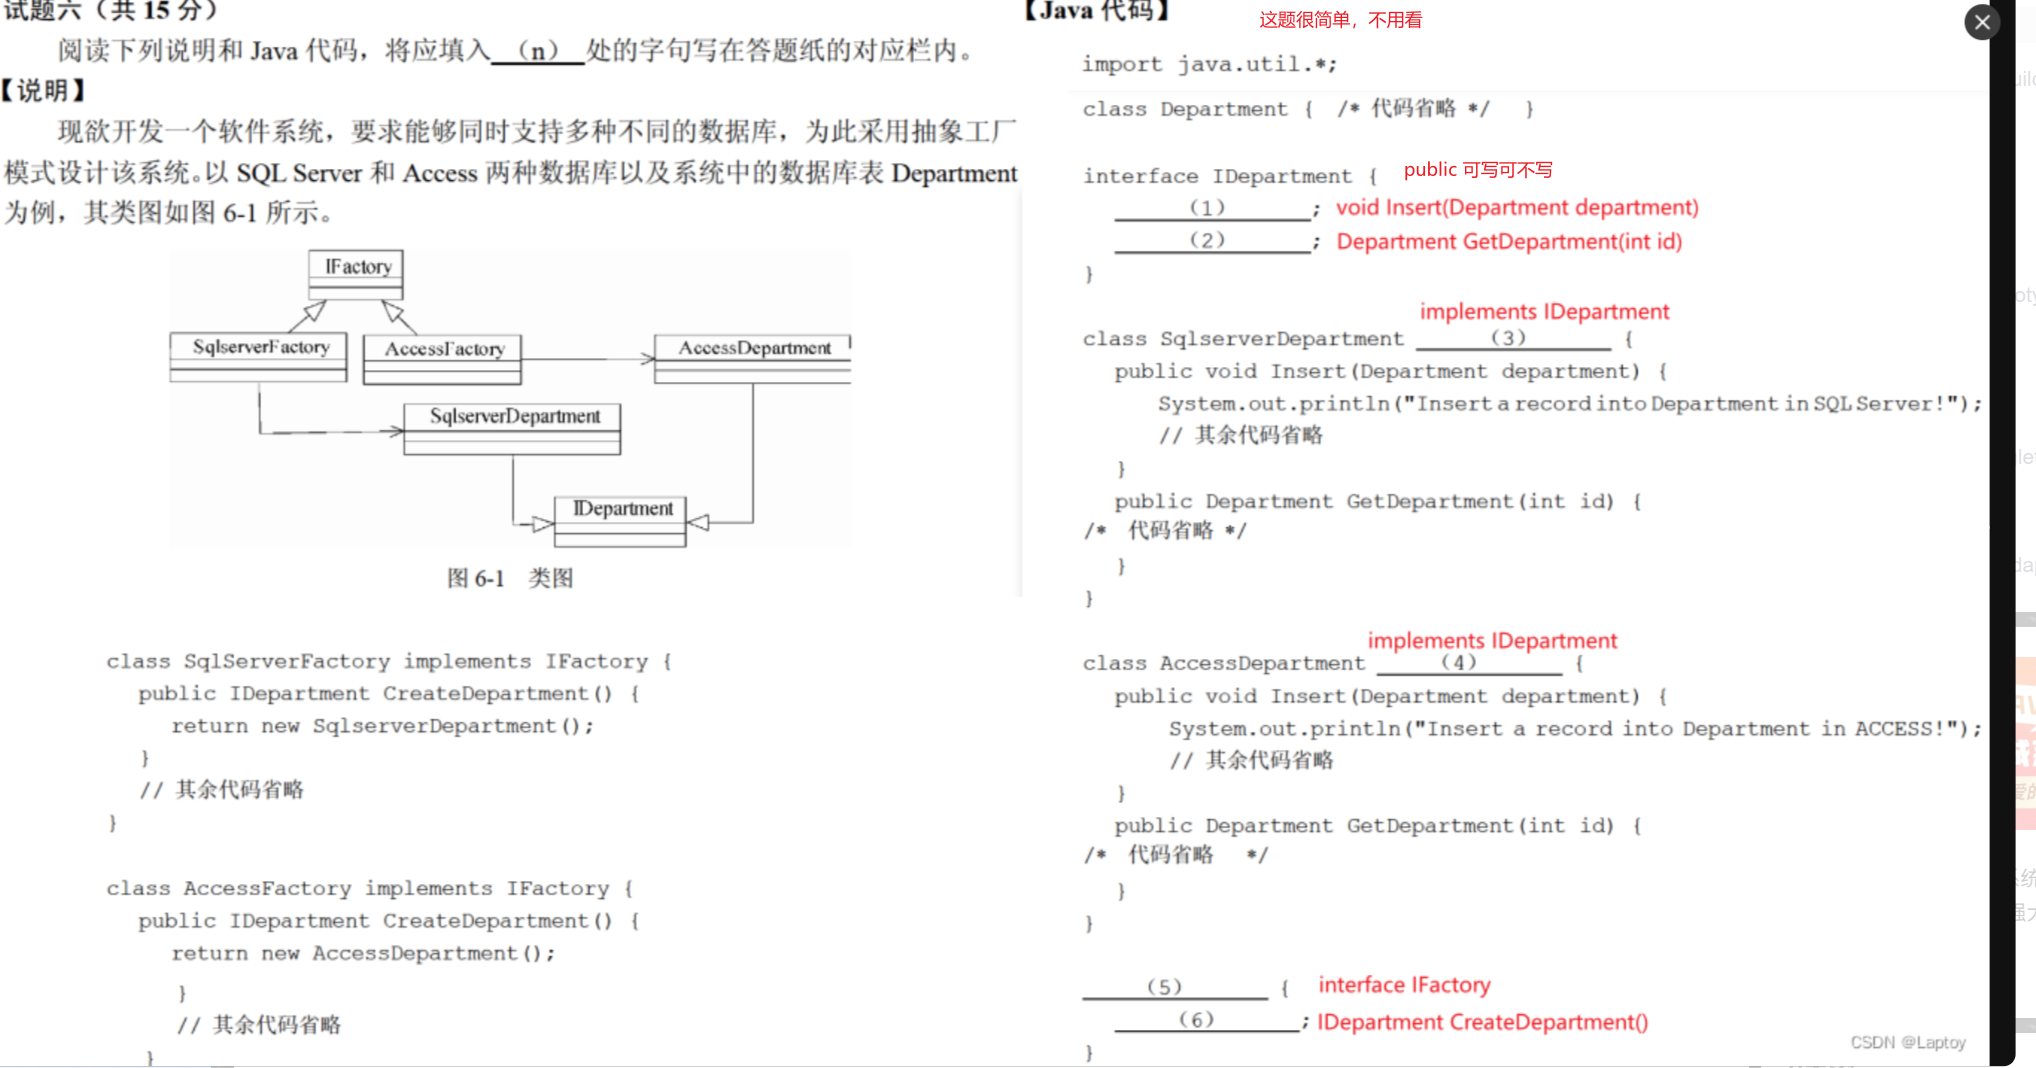 试题六（共 15 分）
阅读下列说明和 Java 代码，将应填入 （n） 处的字句写在答题纸的对应栏内。
【说明】
现欲开发一个软件系统，要求能够同时支持多种不同的数据库，为此采用抽象工厂
模式设计该系统。以 SQL Server 和 Access 两种数据库以及系统中的数据库表 Department
为例，其类图如图 6-1 所示。
IFactory
SqlserverFactory
AccessFactory
AccessDepartment
SqlserverDepartment
IDepartment
图 6-1 类图
class SqlServerFactory implements IFactory {
public IDepartment CreateDepartment() {
return new SqlserverDepartment();
}
// 其余代码省略
}
class AccessFactory implements IFactory {
public IDepartment CreateDepartment() {
return new AccessDepartment();
}
// 其余代码省略
}
【Java 代码】
这题很简单，不用看
import java.util.*;
class Department { /* 代码省略 */ }
interface IDepartment { public 可写可不写
（1） ; void Insert(Department department)
（2） ; Department GetDepartment(int id)
}
implements IDepartment
class SqlserverDepartment （3） {
public void Insert(Department department) {
System.out.println("Insert a record into Department in SQL Server!");
// 其余代码省略
}
public Department GetDepartment(int id) {
/* 代码省略 */
}
}
implements IDepartment
class AccessDepartment （4） {
public void Insert(Department department) {
System.out.println("Insert a record into Department in ACCESS!");
// 其余代码省略
}
public Department GetDepartment(int id) {
/* 代码省略 */
}
}
（5） { interface IFactory
（6） ; IDepartment CreateDepartment()
}
CSDN @Laptoy